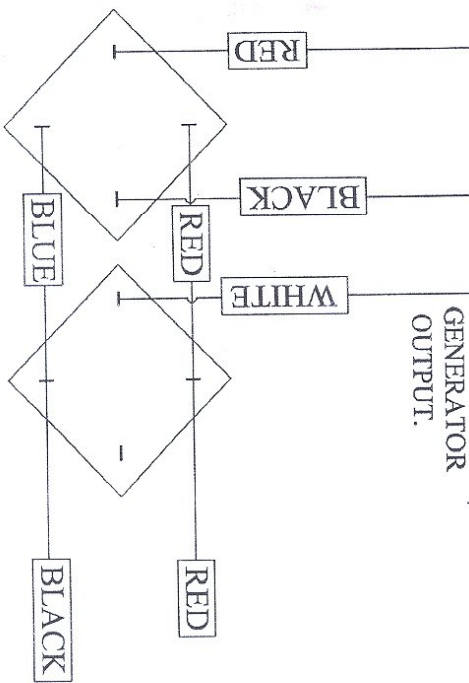 RED
BLACK
WHITE
GENERATOR
OUTPUT.
BLUE
RED
BLACK
RED